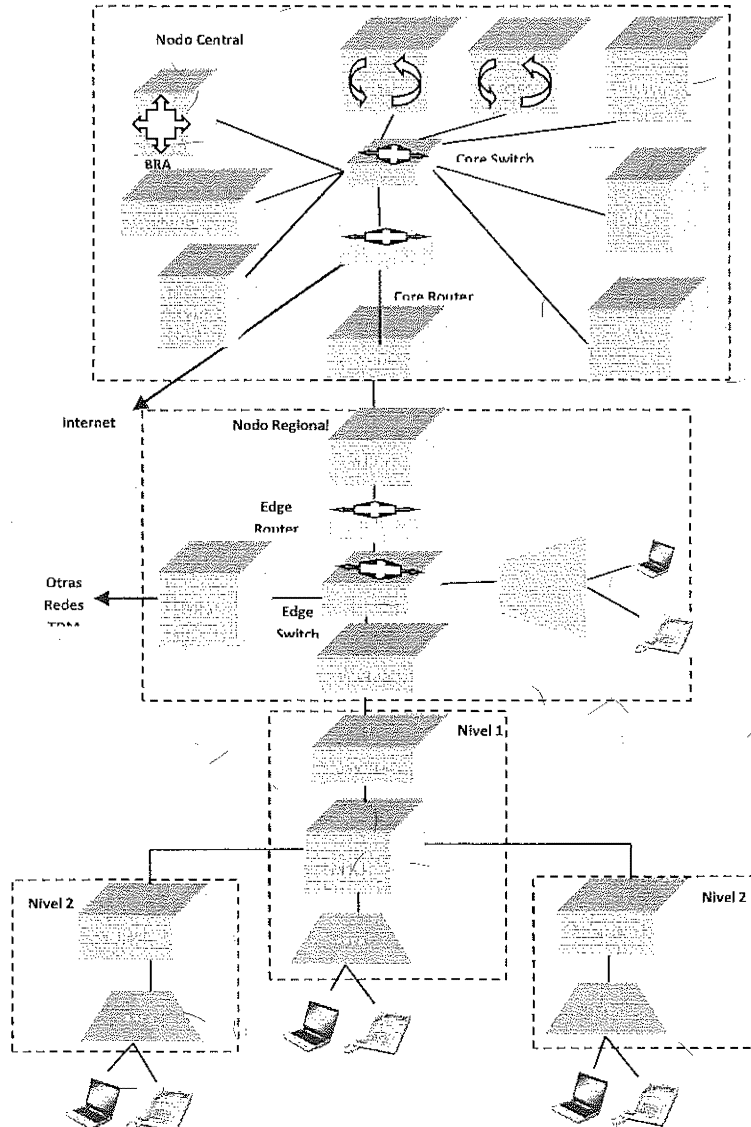 Nodo Central
BRA
Core Switch
Core Router
Internet
Nodo Regional
Edge
Router
Otras
Redes
TDM
Edge
Switch
Nivel 1
Nivel 2
Nivel 2